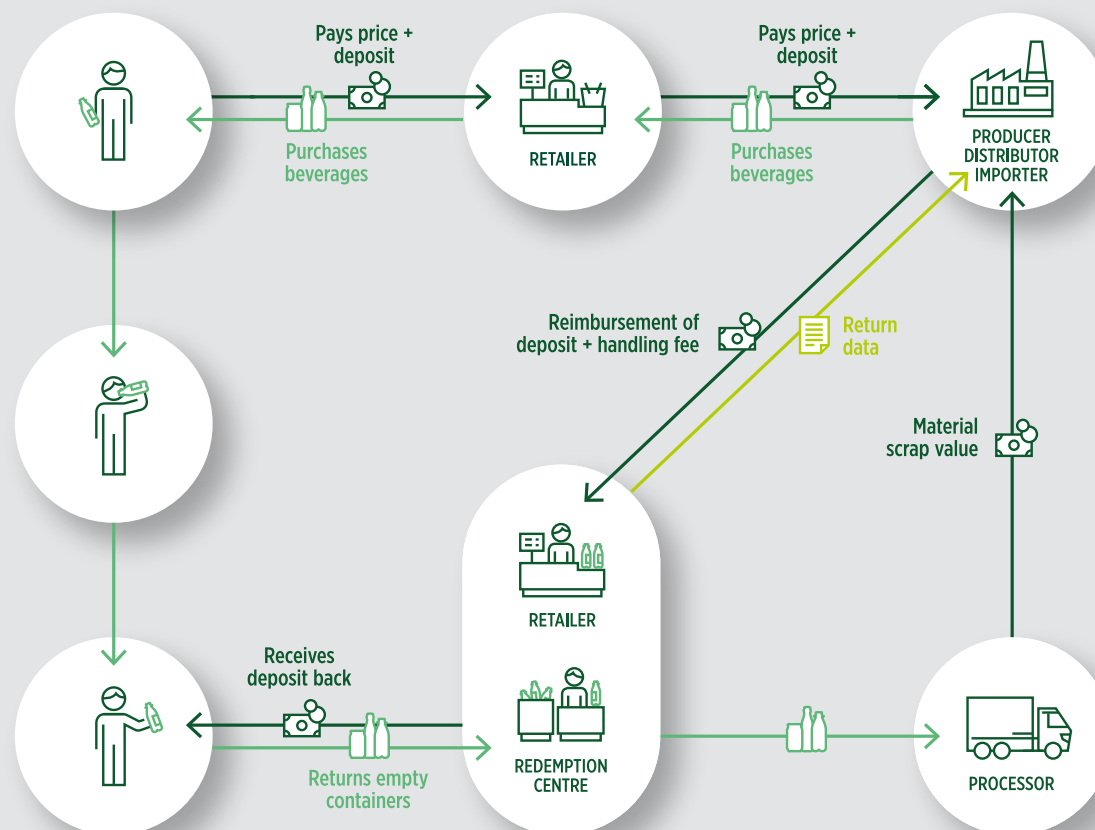 Pays price +
deposit
Pays price +
deposit
RETAILER
PRODUCER
DISTRIBUTOR
IMPORTER
Purchases
beverages
Purchases
beverages
Reimbursement of
deposit + handling fee
Return
data
Material
scrap value
RETAILER
Receives
deposit back
REDEMPTION
CENTRE
Returns empty
containers
PROCESSOR